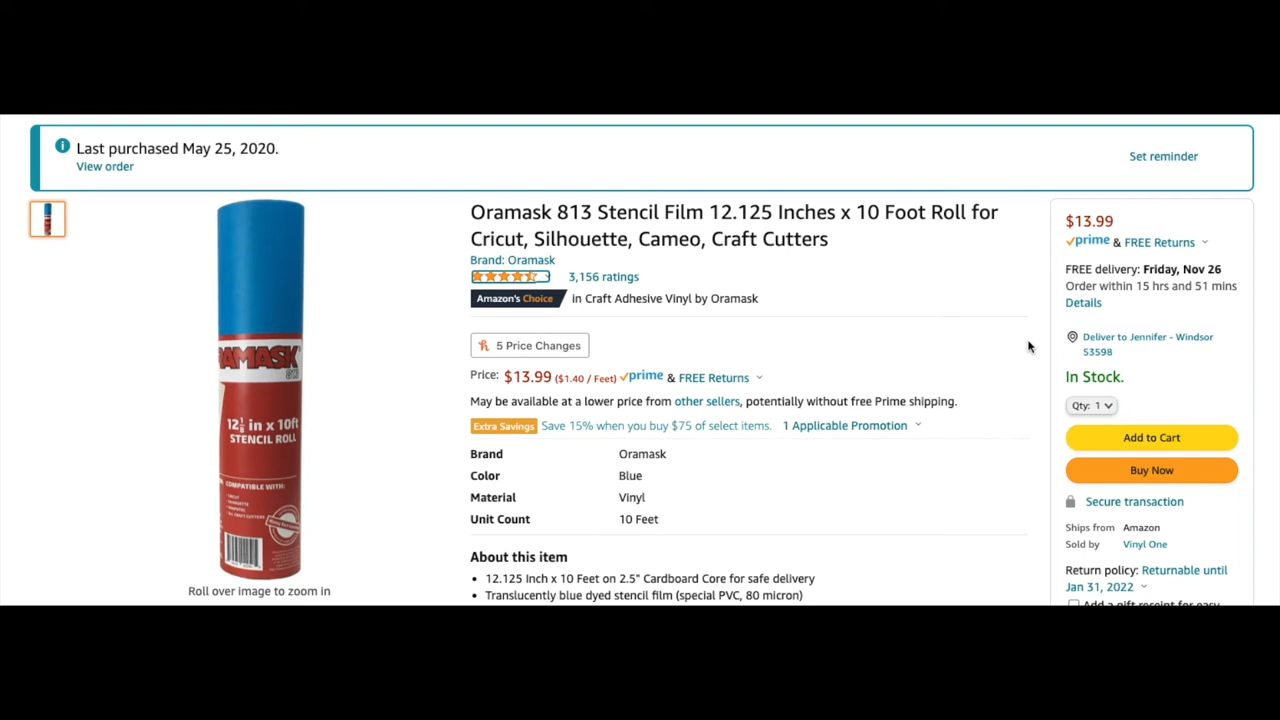 Last purchased May 25, 2020.
View order
Set reminder
Oramask 813 Stencil Film 12.125 Inches x 10 Foot Roll for
Cricut, Silhouette, Cameo, Craft Cutters
Brand: Oramask
3,156 ratings
Amazon's Choice in Craft Adhesive Vinyl by Oramask
5 Price Changes
Price: $13.99 ($1.40 / Feet) prime & FREE Returns
May be available at a lower price from other sellers, potentially without free Prime shipping.
Extra Savings Save 15% when you buy $75 of select items. 1 Applicable Promotion
Brand Oramask
Color Blue
Material Vinyl
Unit Count 10 Feet
About this item
• 12.125 Inch x 10 Feet on 2.5" Cardboard Core for safe delivery
• Translucently blue dyed stencil film (special PVC, 80 micron)
RAMASK
12⅛ in x 10ft
STENCIL ROLL
COMPATIBLE WITH:
Roll over image to zoom in
$13.99
prime & FREE Returns
FREE delivery: Friday, Nov 26
Order within 15 hrs and 51 mins
Details
Deliver to Jennifer - Windsor
53598
In Stock.
Qty: 1
Add to Cart
Buy Now
Secure transaction
Ships from Amazon
Sold by Vinyl One
Return policy: Returnable until
Jan 31, 2022
Add a gift receipt for easy